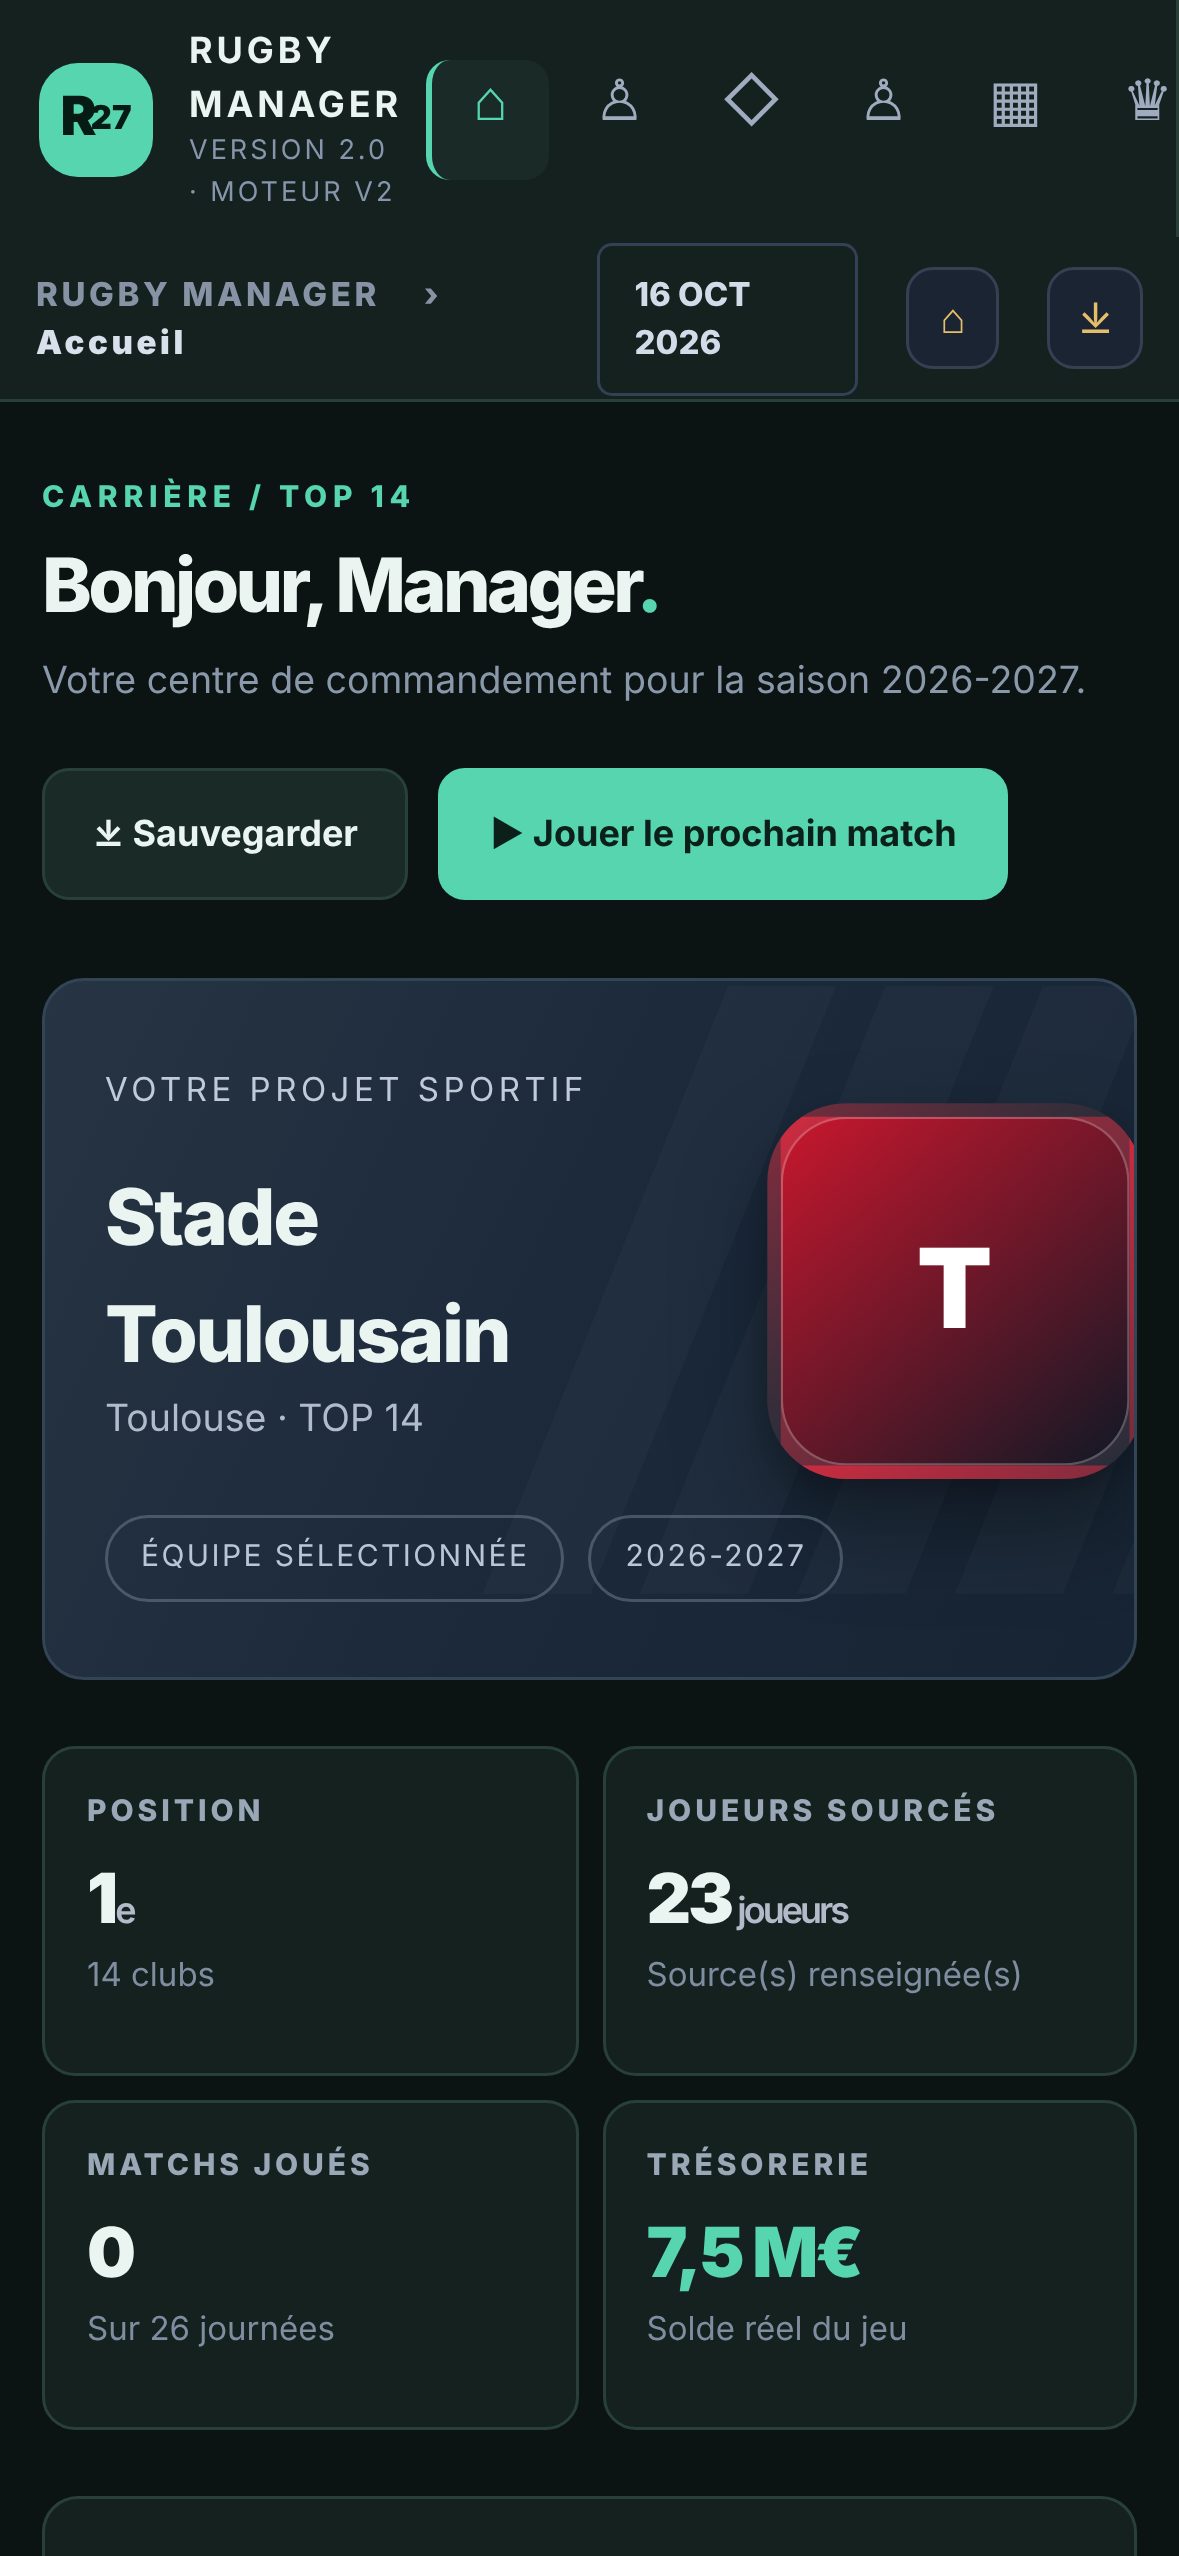 R27
RUGBY
MANAGER
VERSION 2.0
· MOTEUR V2
RUGBY MANAGER ›
Accueil
16 OCT
2026
CARRIÈRE / TOP 14
Bonjour, Manager.
Votre centre de commandement pour la saison 2026-2027.
Sauvegarder
Jouer le prochain match
VOTRE PROJET SPORTIF
Stade
Toulousain
Toulouse · TOP 14
T
ÉQUIPE SÉLECTIONNÉE
2026-2027
POSITION
1e
14 clubs
JOUEURS SOURCÉS
23 joueurs
Source(s) renseignée(s)
MATCHS JOUÉS
0
Sur 26 journées
TRÉSORERIE
7,5 M€
Solde réel du jeu